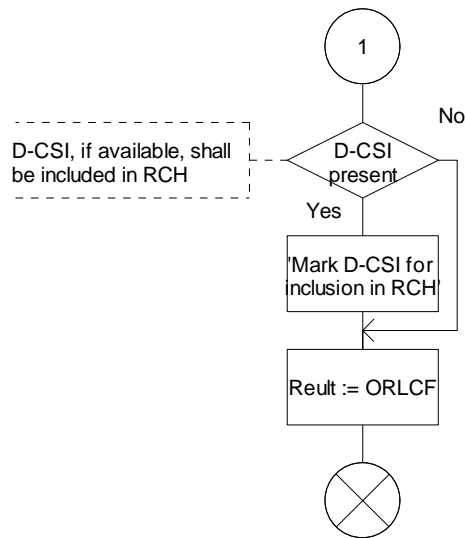 1
No
D-CSI, if available, shall
be included in RCH
D-CSI
present
Yes
'Mark D-CSI for
inclusion in RCH'
Reult := ORLCF